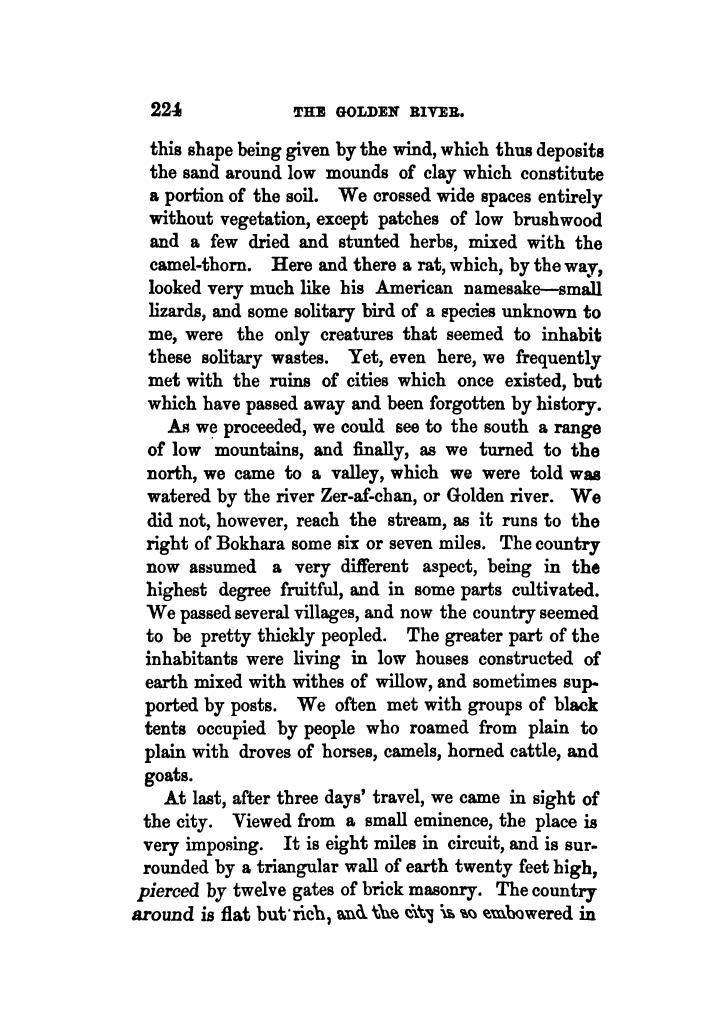 224 THE GOLDEN RIVER.
this shape being given by the wind, which thus deposits
the sand around low mounds of clay which constitute
a portion of the soil. We crossed wide spaces entirely
without vegetation, except patches of low brushwood
and a few dried and stunted herbs, mixed with the
camel-thorn. Here and there a rat, which, by the way,
looked very much like his American namesake—small
lizards, and some solitary bird of a species unknown to
me, were the only creatures that seemed to inhabit
these solitary wastes. Yet, even here, we frequently
met with the ruins of cities which once existed, but
which have passed away and been forgotten by history.
As we proceeded, we could see to the south a range
of low mountains, and finally, as we turned to the
north, we came to a valley, which we were told was
watered by the river Zer-af-chan, or Golden river. We
did not, however, reach the stream, as it runs to the
right of Bokhara some six or seven miles. The country
now assumed a very different aspect, being in the
highest degree fruitful, and in some parts cultivated.
We passed several villages, and now the country seemed
to be pretty thickly peopled. The greater part of the
inhabitants were living in low houses constructed of
earth mixed with withes of willow, and sometimes sup-
ported by posts. We often met with groups of black
tents occupied by people who roamed from plain to
plain with droves of horses, camels, horned cattle, and
goats.
At last, after three days' travel, we came in sight of
the city. Viewed from a small eminence, the place is
very imposing. It is eight miles in circuit, and is sur-
rounded by a triangular wall of earth twenty feet high,
pierced by twelve gates of brick masonry. The country
around is flat but rich, and the city is so embowered in